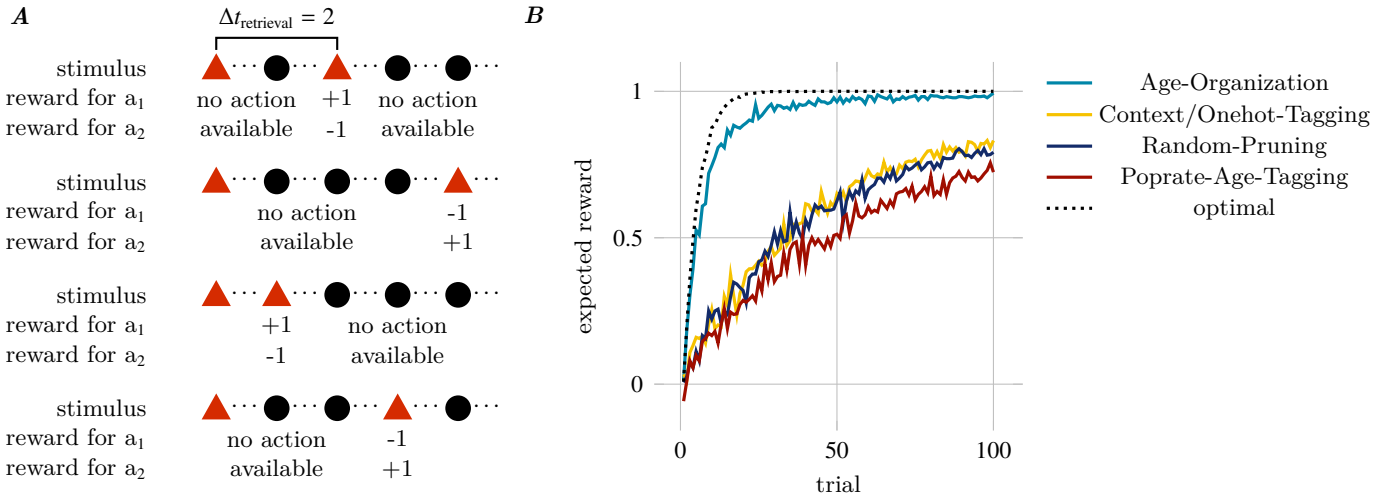 A
Δt_retrieval = 2
stimulus
reward for a₁ no action +1 no action
reward for a₂ available -1 available
stimulus
reward for a₁ no action -1
reward for a₂ available +1
stimulus
reward for a₁ +1 no action
reward for a₂ -1 available
stimulus
reward for a₁ no action -1
reward for a₂ available +1
B
expected reward
1
0.5
0
0 50 100
trial
Age-Organization
Context/Onehot-Tagging
Random-Pruning
Poprate-Age-Tagging
optimal